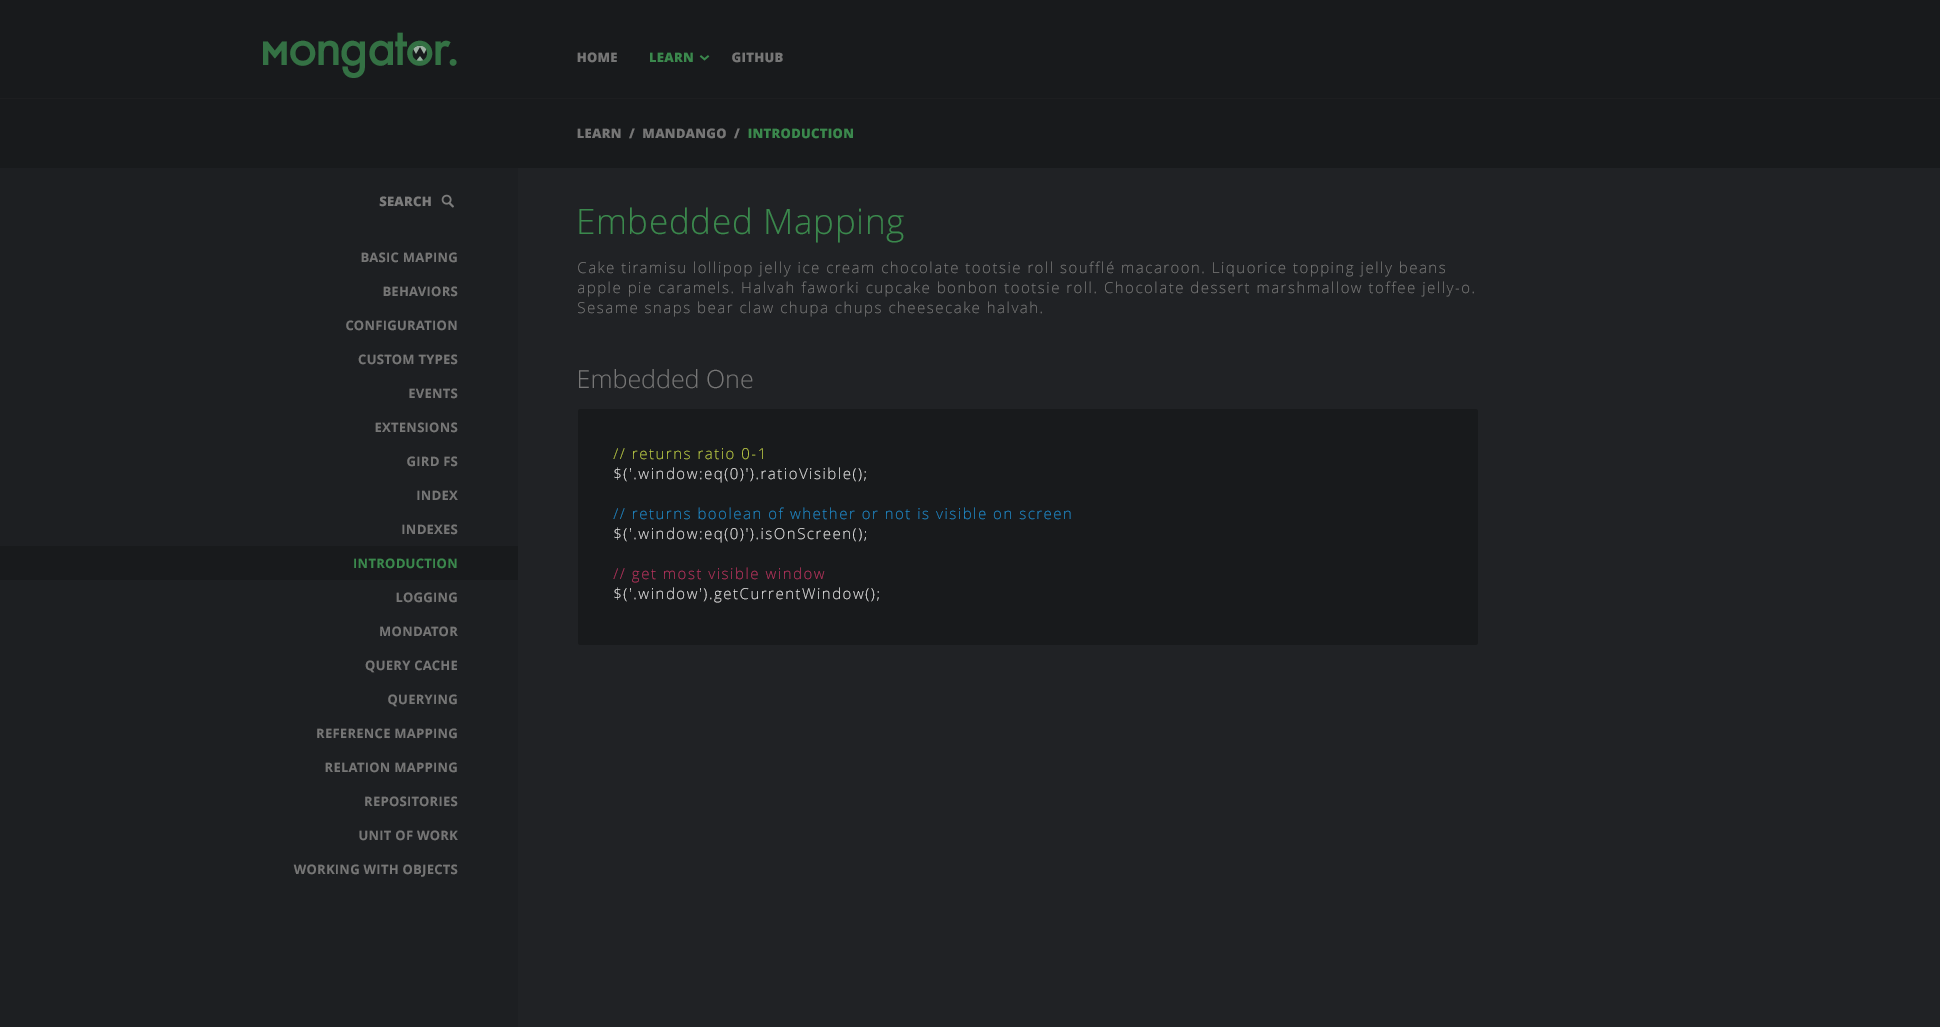 Mongator.
HOME LEARN GITHUB
LEARN / MANDANGO / INTRODUCTION
SEARCH
BASIC MAPING
BEHAVIORS
CONFIGURATION
CUSTOM TYPES
EVENTS
EXTENSIONS
GIRD FS
INDEX
INDEXES
INTRODUCTION
LOGGING
MONDATOR
QUERY CACHE
QUERYING
REFERENCE MAPPING
RELATION MAPPING
REPOSITORIES
UNIT OF WORK
WORKING WITH OBJECTS
Embedded Mapping
Cake tiramisu lollipop jelly ice cream chocolate tootsie roll soufflé macaroon. Liquorice topping jelly beans
apple pie caramels. Halvah faworki cupcake bonbon tootsie roll. Chocolate dessert marshmallow toffee jelly-o.
Sesame snaps bear claw chupa chups cheesecake halvah.
Embedded One
// returns ratio 0-1
$('.window:eq(0)').ratioVisible();
// returns boolean of whether or not is visible on screen
$('.window:eq(0)').isOnScreen();
// get most visible window
$('.window').getCurrentWindow();